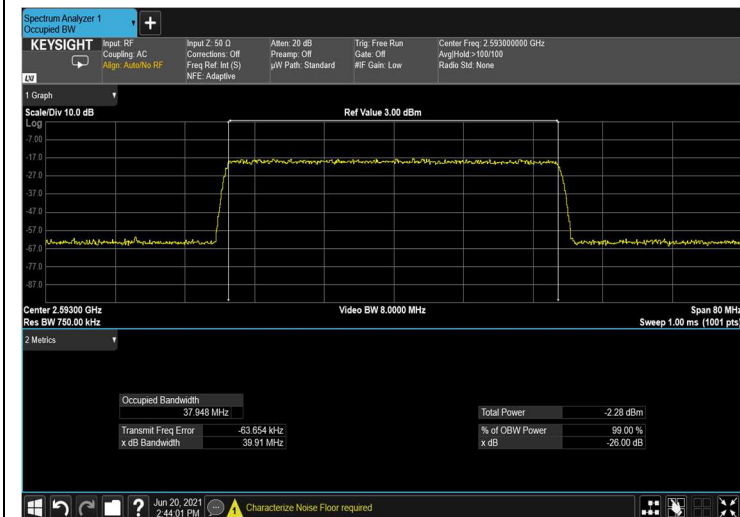 Spectrum Analyzer 1
Occupied BW
KEYSIGHT
LXI
Input: RF
Coupling: AC
Align: Auto/No RF
Input Z: 50 Ω
Corrections: Off
Freq Ref: Int (S)
NFE: Adaptive
Atten: 20 dB
Preamp: Off
µW Path: Standard
Trig: Free Run
Gate: Off
#IF Gain: Low
Center Freq: 2.593000000 GHz
Avg|Hold:>100/100
Radio Std: None
1 Graph
Scale/Div 10.0 dB
Ref Value 3.00 dBm
Log
-7.00
-17.0
-27.0
-37.0
-47.0
-57.0
-67.0
-77.0
-87.0
Center 2.59300 GHz
Video BW 8.0000 MHz
Span 80 MHz
Res BW 750.00 kHz
Sweep 1.00 ms (1001 pts)
2 Metrics
Occupied Bandwidth
37.948 MHz
Transmit Freq Error -63.654 kHz
x dB Bandwidth 39.91 MHz
Total Power -2.28 dBm
% of OBW Power 99.00 %
x dB -26.00 dB
Jun 20, 2021
2:44:01 PM
Characterize Noise Floor required